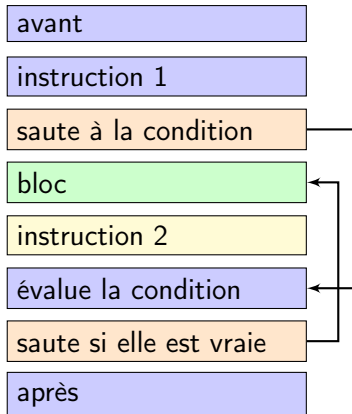 avant
instruction 1
saute à la condition
bloc
instruction 2
évalue la condition
saute si elle est vraie
après